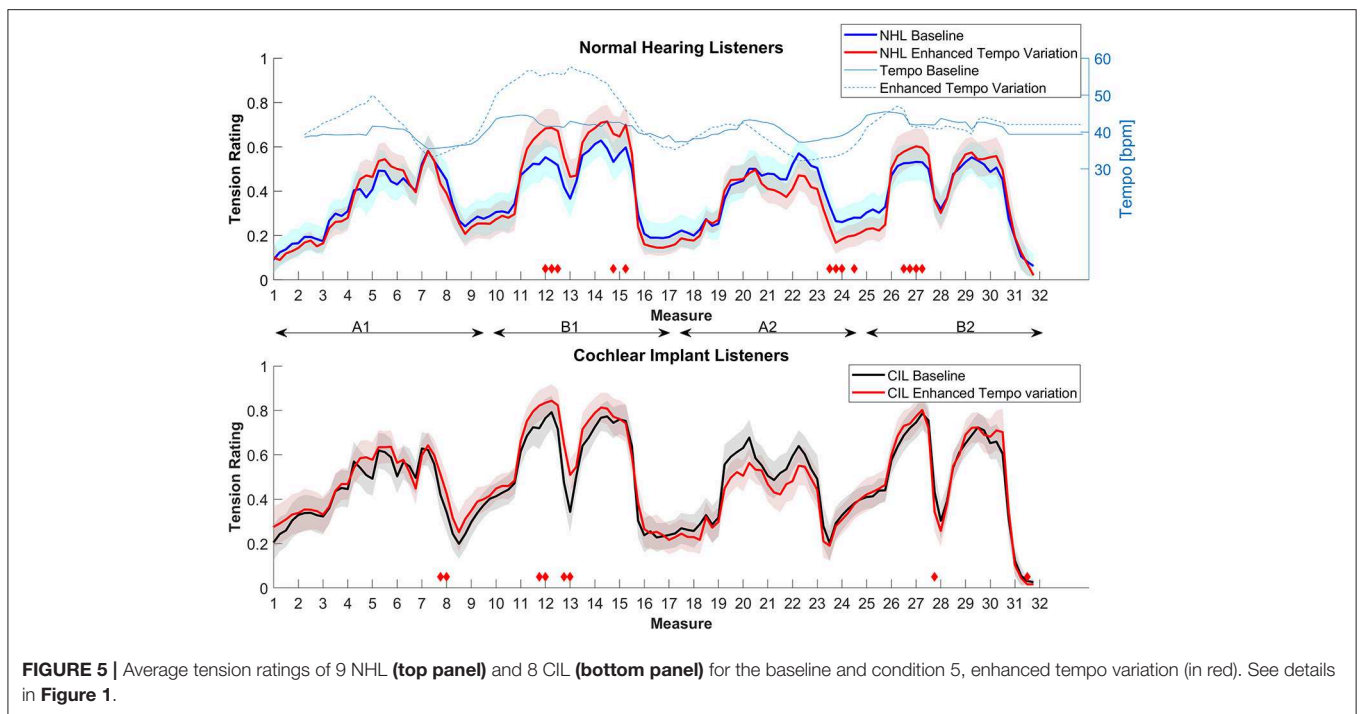 Normal Hearing Listeners
NHL Baseline
NHL Enhanced Tempo Variation
Tempo Baseline
Enhanced Tempo Variation
Tension Rating
1
0.8
0.6
0.4
0.2
0
60
50
40
30
Tempo [bpm]
1 2 3 4 5 6 7 8 9 10 11 12 13 14 15 16 17 18 19 20 21 22 23 24 25 26 27 28 29 30 31 32
Measure
A1 B1 A2 B2
Cochlear Implant Listeners
CIL Baseline
CIL Enhanced Tempo variation
Tension Rating
1
0.8
0.6
0.4
0.2
0
1 2 3 4 5 6 7 8 9 10 11 12 13 14 15 16 17 18 19 20 21 22 23 24 25 26 27 28 29 30 31 32
Measure
FIGURE 5 | Average tension ratings of 9 NHL (top panel) and 8 CIL (bottom panel) for the baseline and condition 5, enhanced tempo variation (in red). See details
in Figure 1.